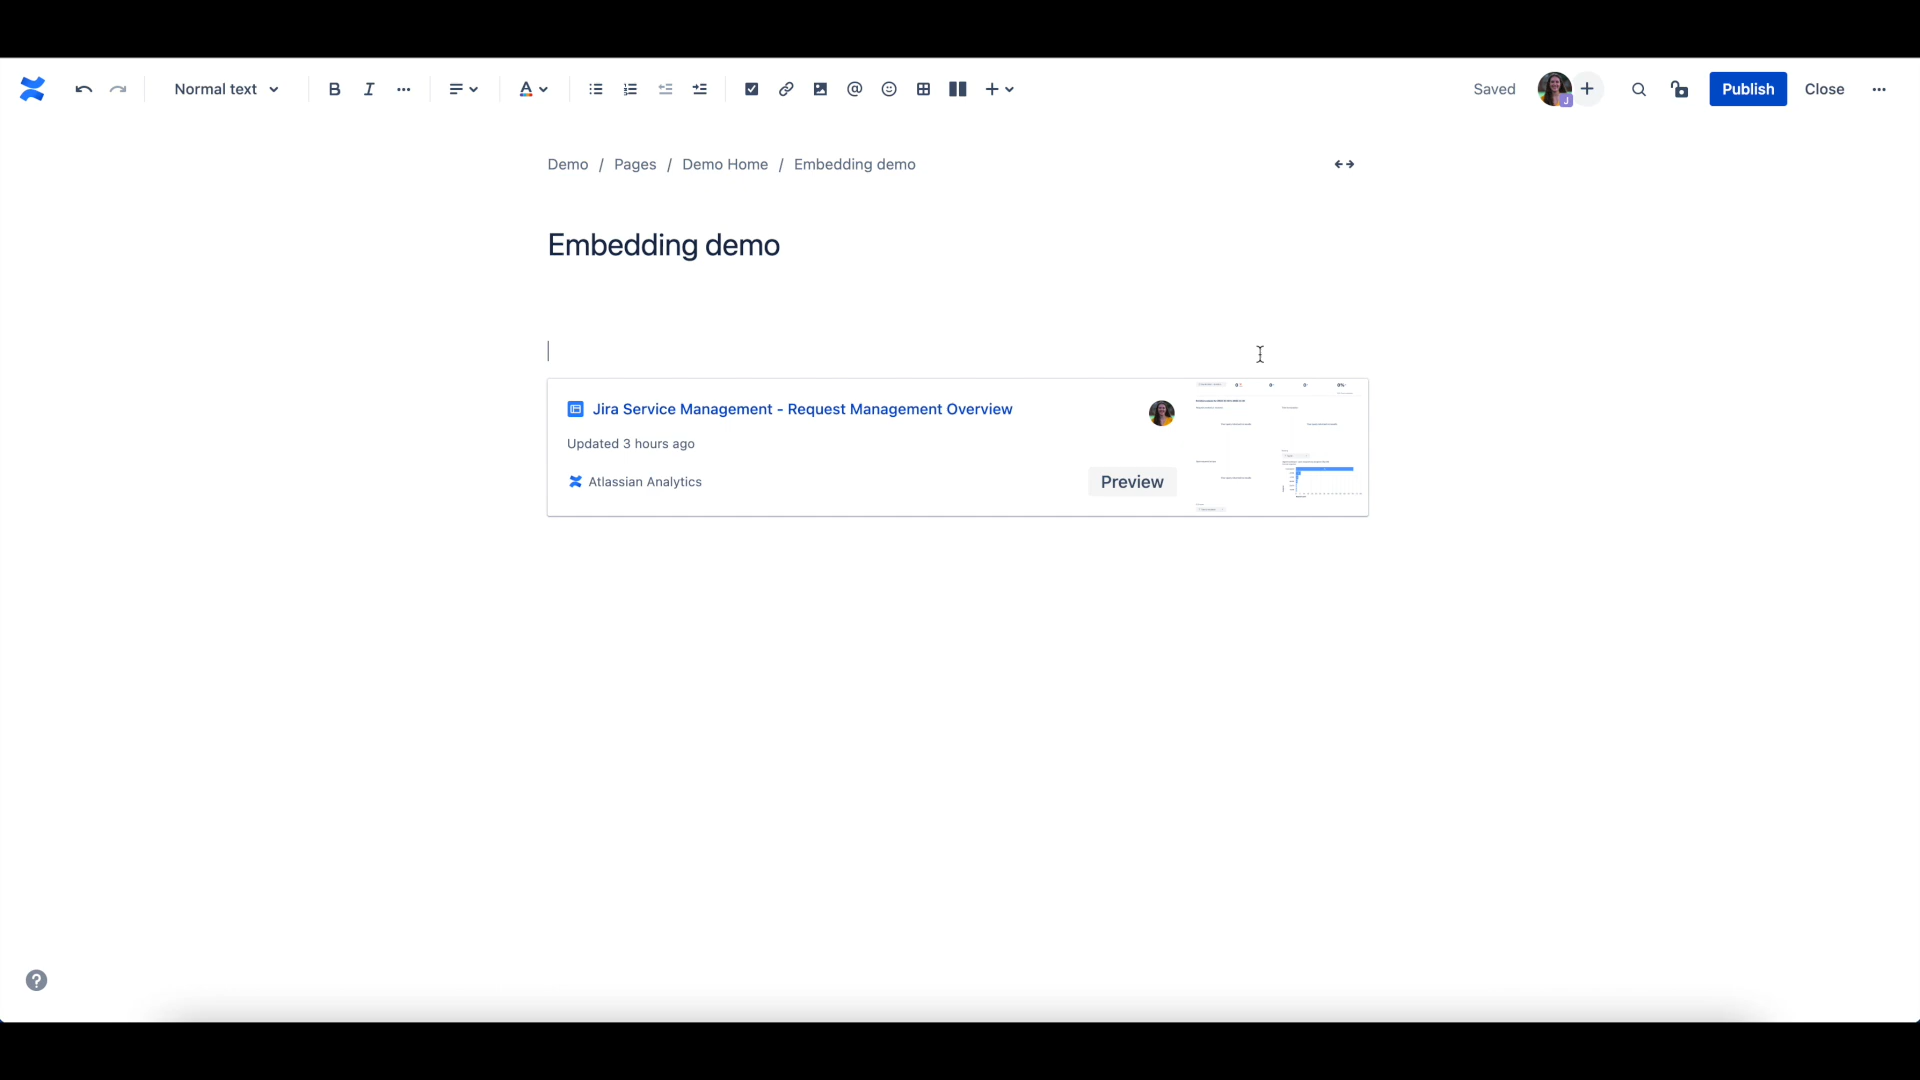 Normal text
Saved
Publish
Close
Demo / Pages / Demo Home / Embedding demo
Embedding demo
Jira Service Management - Request Management Overview
Updated 3 hours ago
Atlassian Analytics
Preview